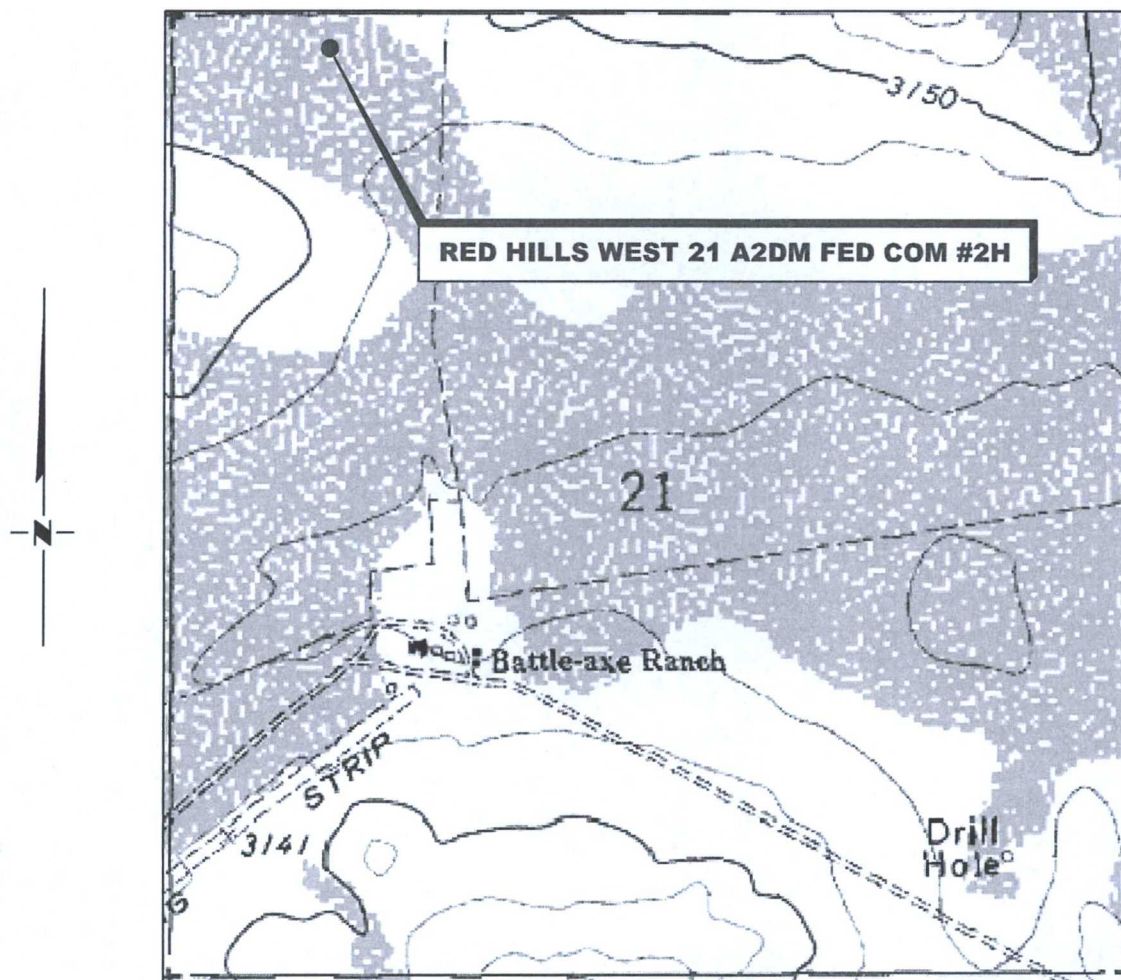 3150
RED HILLS WEST 21 A2DM FED COM #2H
N
21
Battle-axe Ranch
STRIP
3141
Drill
Hole